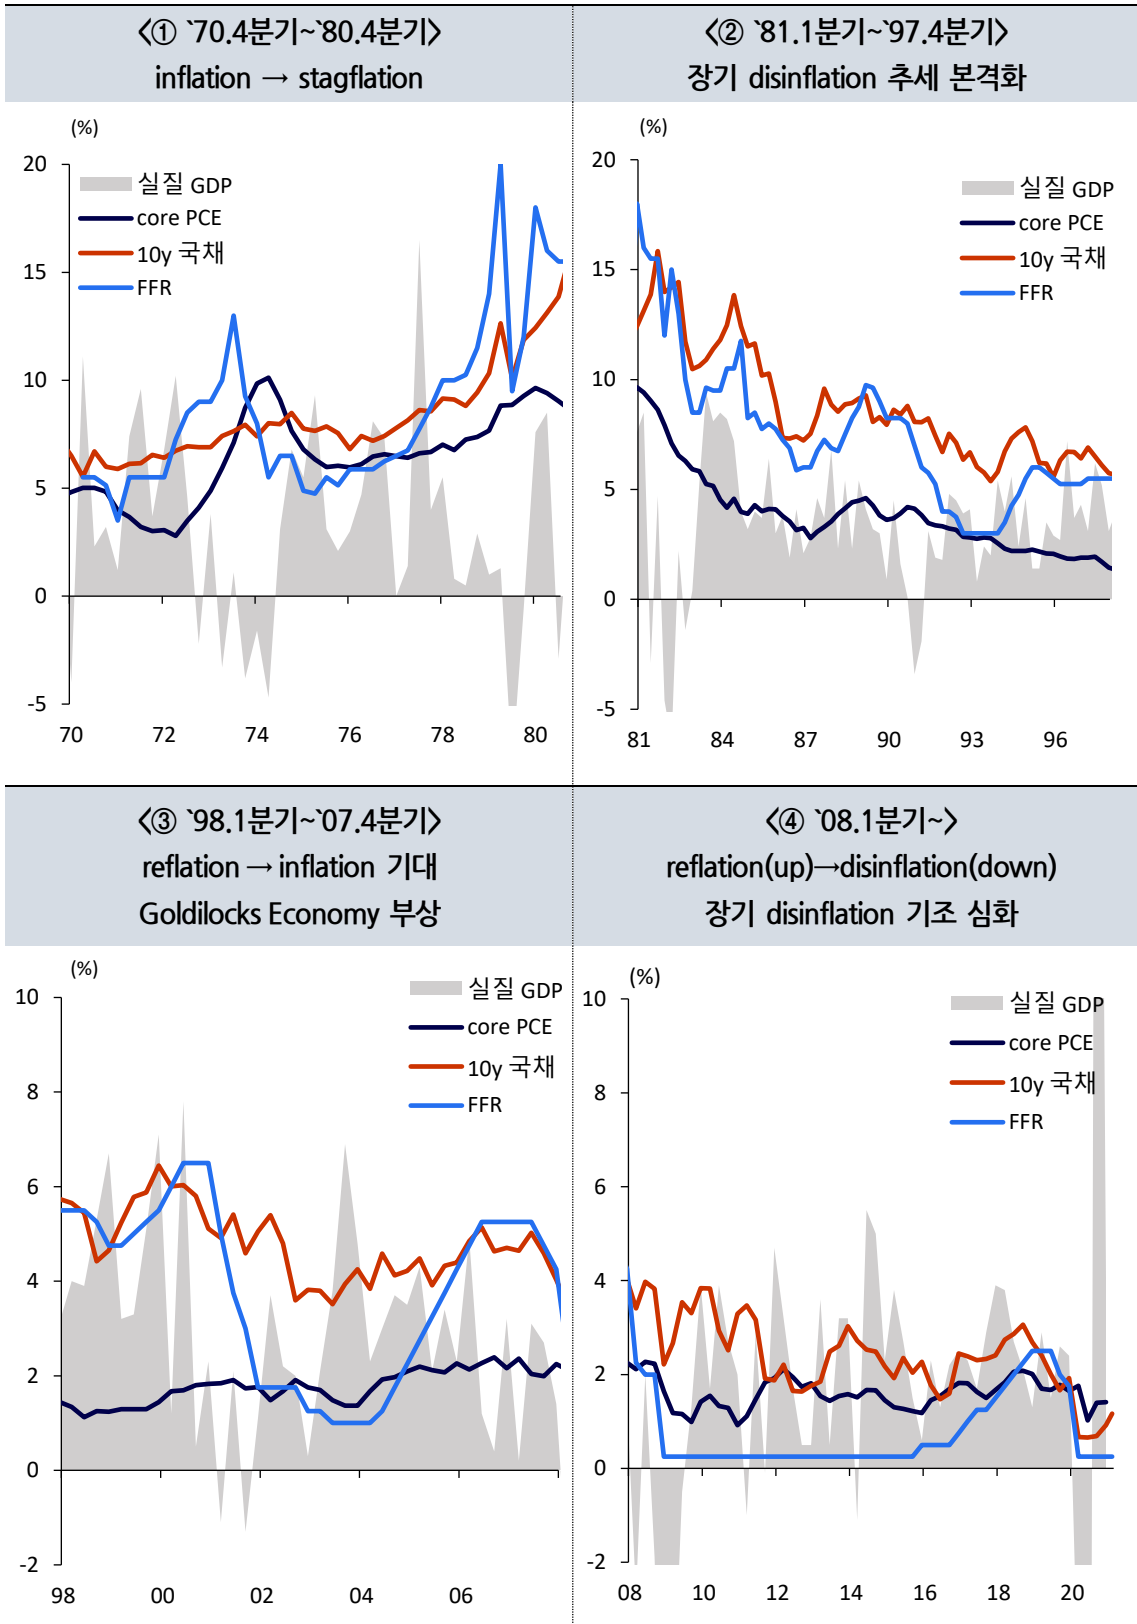 <① `70.4분기~`80.4분기>
inflation → stagflation
(%)
20
15
10
5
0
-5
실질 GDP
core PCE
10y 국채
FFR
70 72 74 76 78 80
<② `81.1분기~`97.4분기>
장기 disinflation 추세 본격화
(%)
20
15
10
5
0
-5
실질 GDP
core PCE
10y 국채
FFR
81 84 87 90 93 96
<③ `98.1분기~`07.4분기>
reflation → inflation 기대
Goldilocks Economy 부상
(%)
10
8
6
4
2
0
-2
실질 GDP
core PCE
10y 국채
FFR
98 00 02 04 06
<④ `08.1분기~>
reflation(up)→disinflation(down)
장기 disinflation 기조 심화
(%)
10
8
6
4
2
0
-2
실질 GDP
core PCE
10y 국채
FFR
08 10 12 14 16 18 20